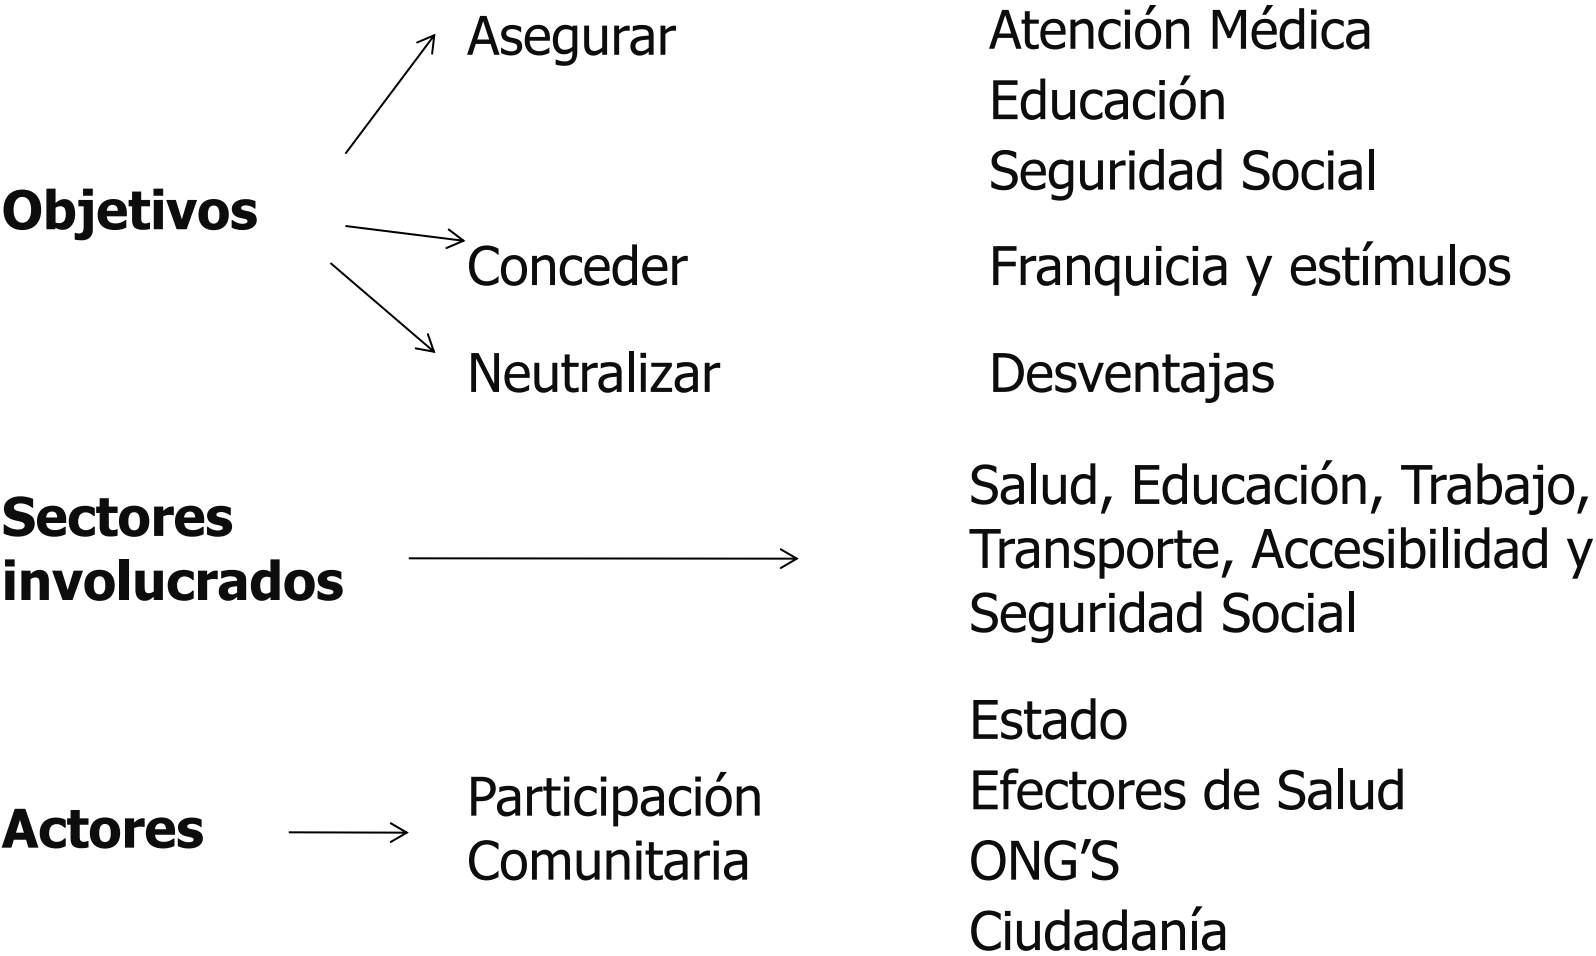 Asegurar
Atención Médica
Educación
Seguridad Social
Objetivos
Conceder
Franquicia y estímulos
Neutralizar
Desventajas
Sectores
involucrados
Salud, Educación, Trabajo,
Transporte, Accesibilidad y
Seguridad Social
Actores
Participación
Comunitaria
Estado
Efectores de Salud
ONG’S
Ciudadanía